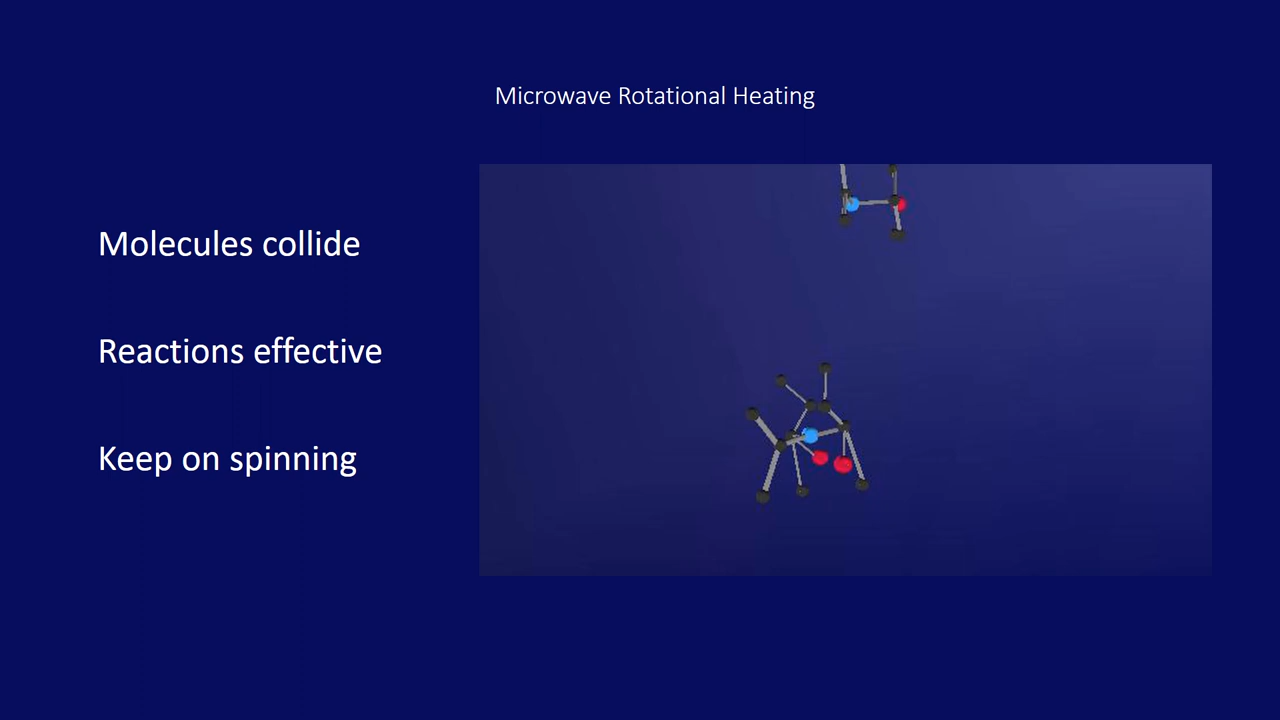 Microwave Rotational Heating
Molecules collide
Reactions effective
Keep on spinning